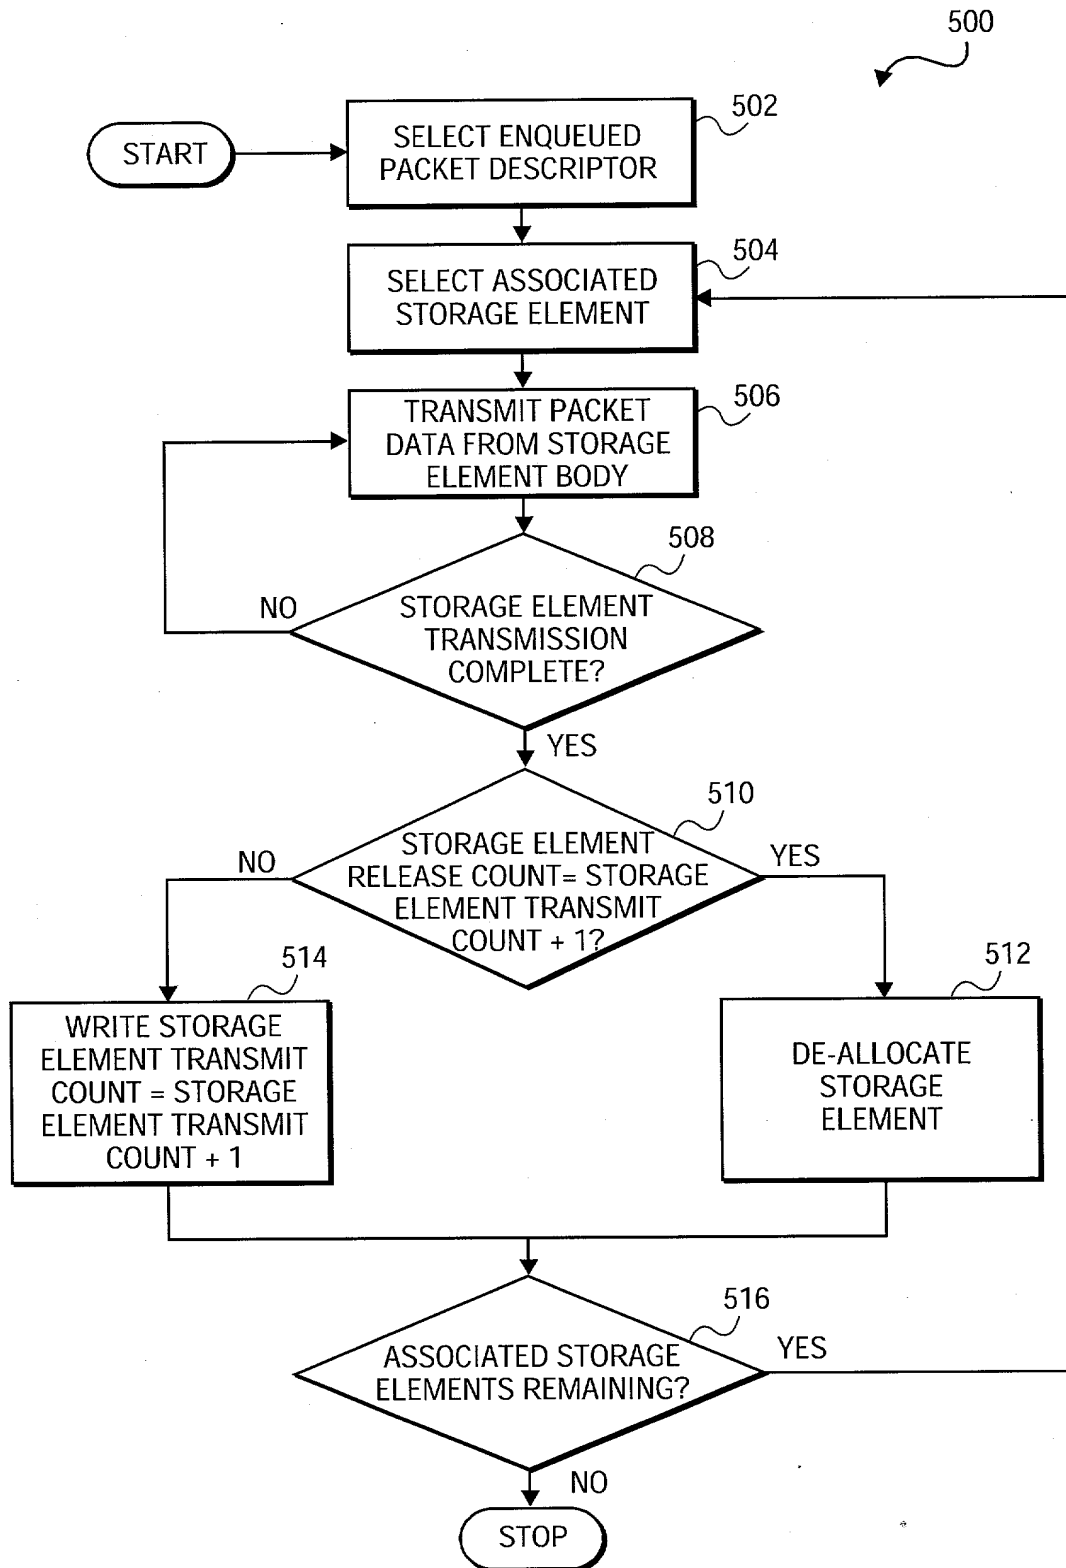 500
502
START
SELECT ENQUEUED
PACKET DESCRIPTOR
504
SELECT ASSOCIATED
STORAGE ELEMENT
506
TRANSMIT PACKET
DATA FROM STORAGE
ELEMENT BODY
508
NO
STORAGE ELEMENT
TRANSMISSION
COMPLETE?
YES
510
NO
STORAGE ELEMENT
RELEASE COUNT= STORAGE
ELEMENT TRANSMIT
COUNT + 1?
YES
514
WRITE STORAGE
ELEMENT TRANSMIT
COUNT = STORAGE
ELEMENT TRANSMIT
COUNT + 1
512
DE-ALLOCATE
STORAGE
ELEMENT
516
ASSOCIATED STORAGE
ELEMENTS REMAINING?
YES
NO
STOP